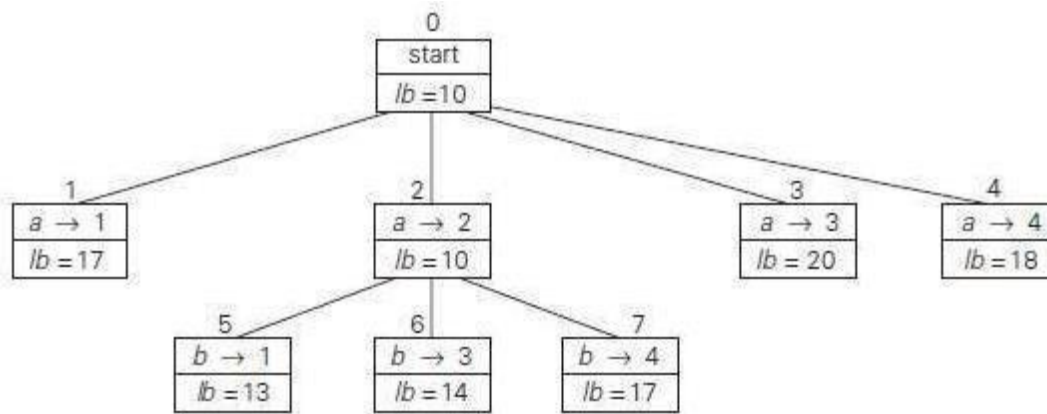 0
start
lb =10
1
a → 1
lb =17
2
a → 2
lb =10
3
a → 3
lb =20
4
a → 4
lb =18
5
b → 1
lb =13
6
b → 3
lb =14
7
b → 4
lb =17